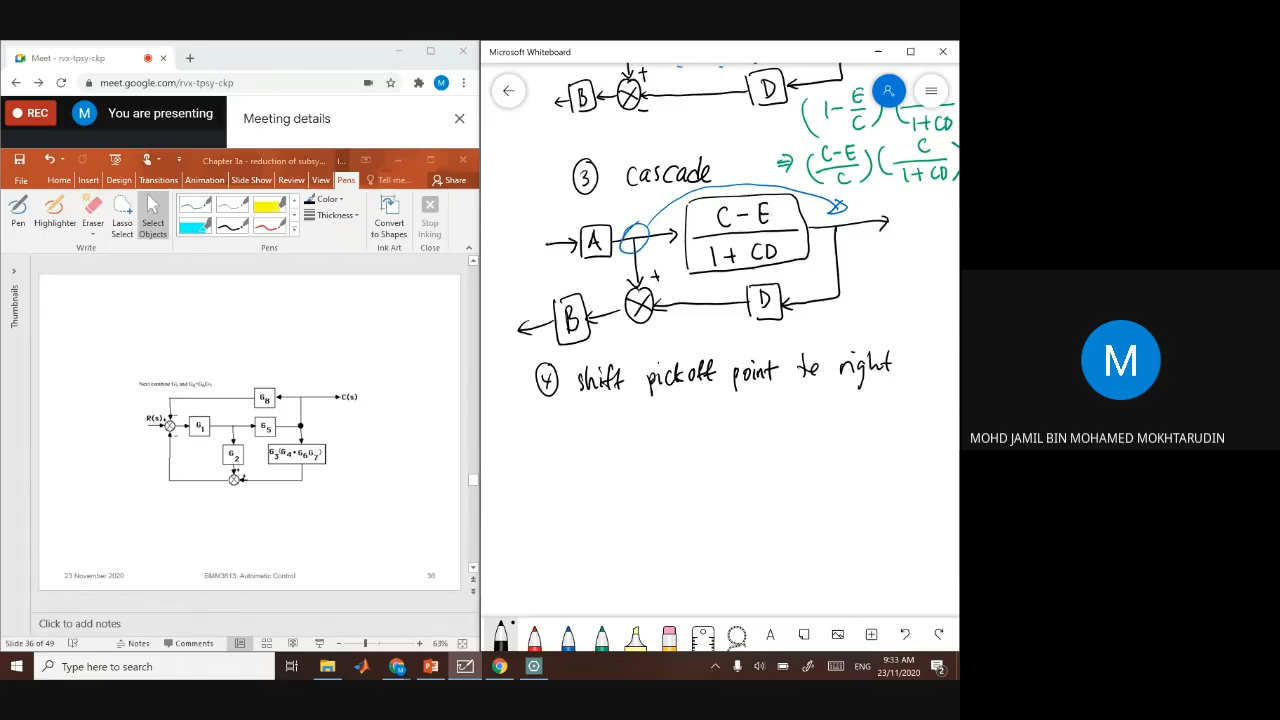 Meet - rvx-tpsy-ckp
meet.google.com/rvx-tpsy-ckp
M
REC
M
You are presenting
Meeting details
Chapter 3a - reduction of subsy...
File
Home
Insert
Design
Transitions
Animation
Slide Show
Review
View
Pens
Tell me...
Share
Pen
Highlighter
Eraser
Lasso Select
Select Objects
Color
Thickness
Convert to Shapes
Stop Inking
Write
Pens
Thumbnails
Next combine G3 and G4+G6G7
G8
C(s)
R(s)
+
−
−
G1
G5
G2
G3(G4+G6G7)
+
+
23 November 2020
BMM3613: Automatic Control
36
Click to add notes
Slide 36 of 49
Notes
Comments
63%
Microsoft Whiteboard
+
B
−
D
(1 - E/C)
1+CD
⇒ (C-E/C)(C/1+CD)
③ cascade
A
C - E
1 + CD
+
B
D
④ shift pickoff point to right
A
Type here to search
ENG
9:33 AM
23/11/2020
2
M
MOHD JAMIL BIN MOHAMED MOKHTARUDIN